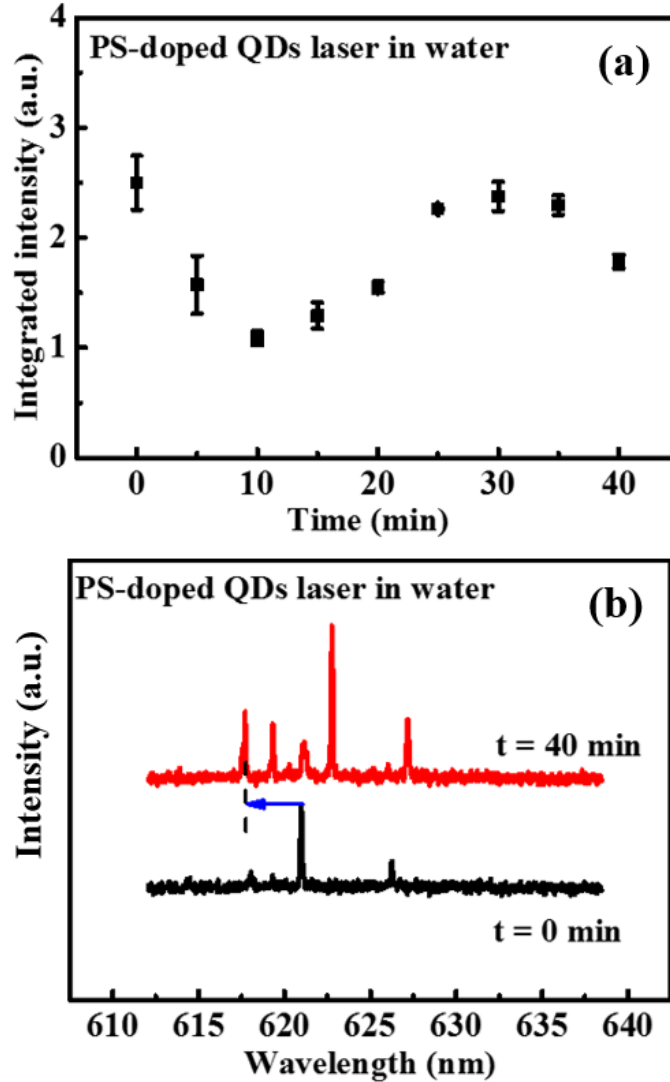 PS-doped QDs laser in water
(a)
Integrated intensity (a.u.)
4
3
2
1
0
0 10 20 30 40
Time (min)
PS-doped QDs laser in water
(b)
Intensity (a.u.)
t = 40 min
t = 0 min
610 615 620 625 630 635 640
Wavelength (nm)